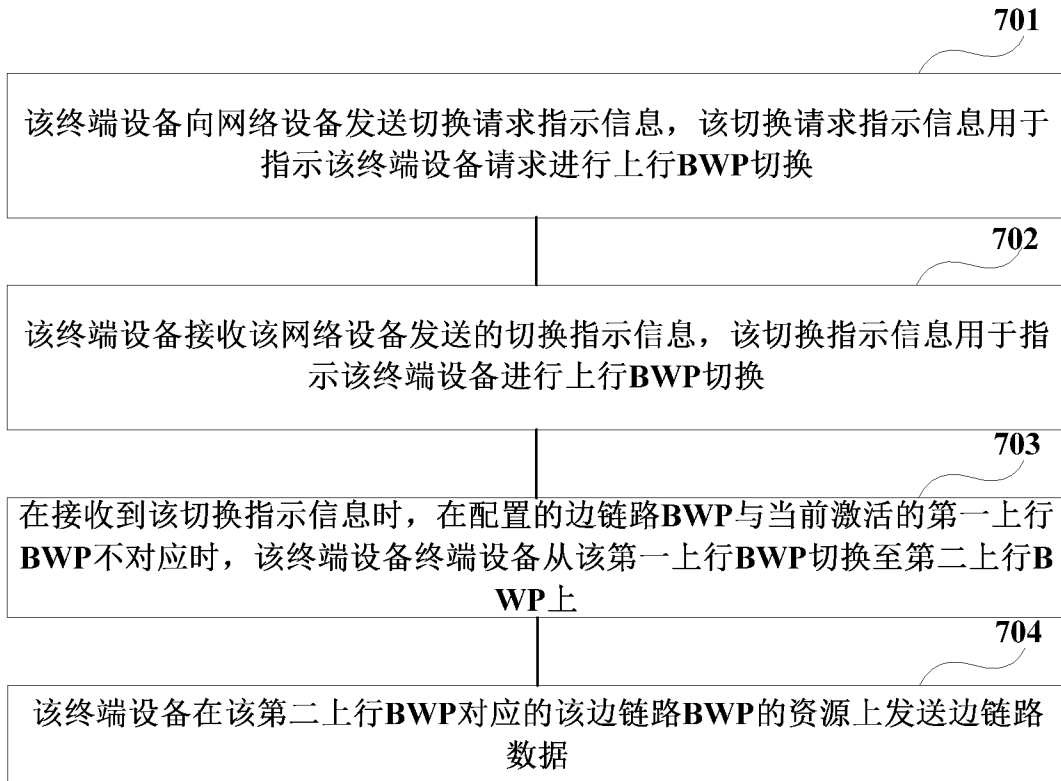 701
该终端设备向网络设备发送切换请求指示信息，该切换请求指示信息用于
指示该终端设备请求进行上行BWP切换
702
该终端设备接收该网络设备发送的切换指示信息，该切换指示信息用于指
示该终端设备进行上行BWP切换
703
在接收到该切换指示信息时，在配置的边链路BWP与当前激活的第一上行
BWP不对应时，该终端设备终端设备从该第一上行BWP切换至第二上行B
WP上
704
该终端设备在该第二上行BWP对应的该边链路BWP的资源上发送边链路
数据